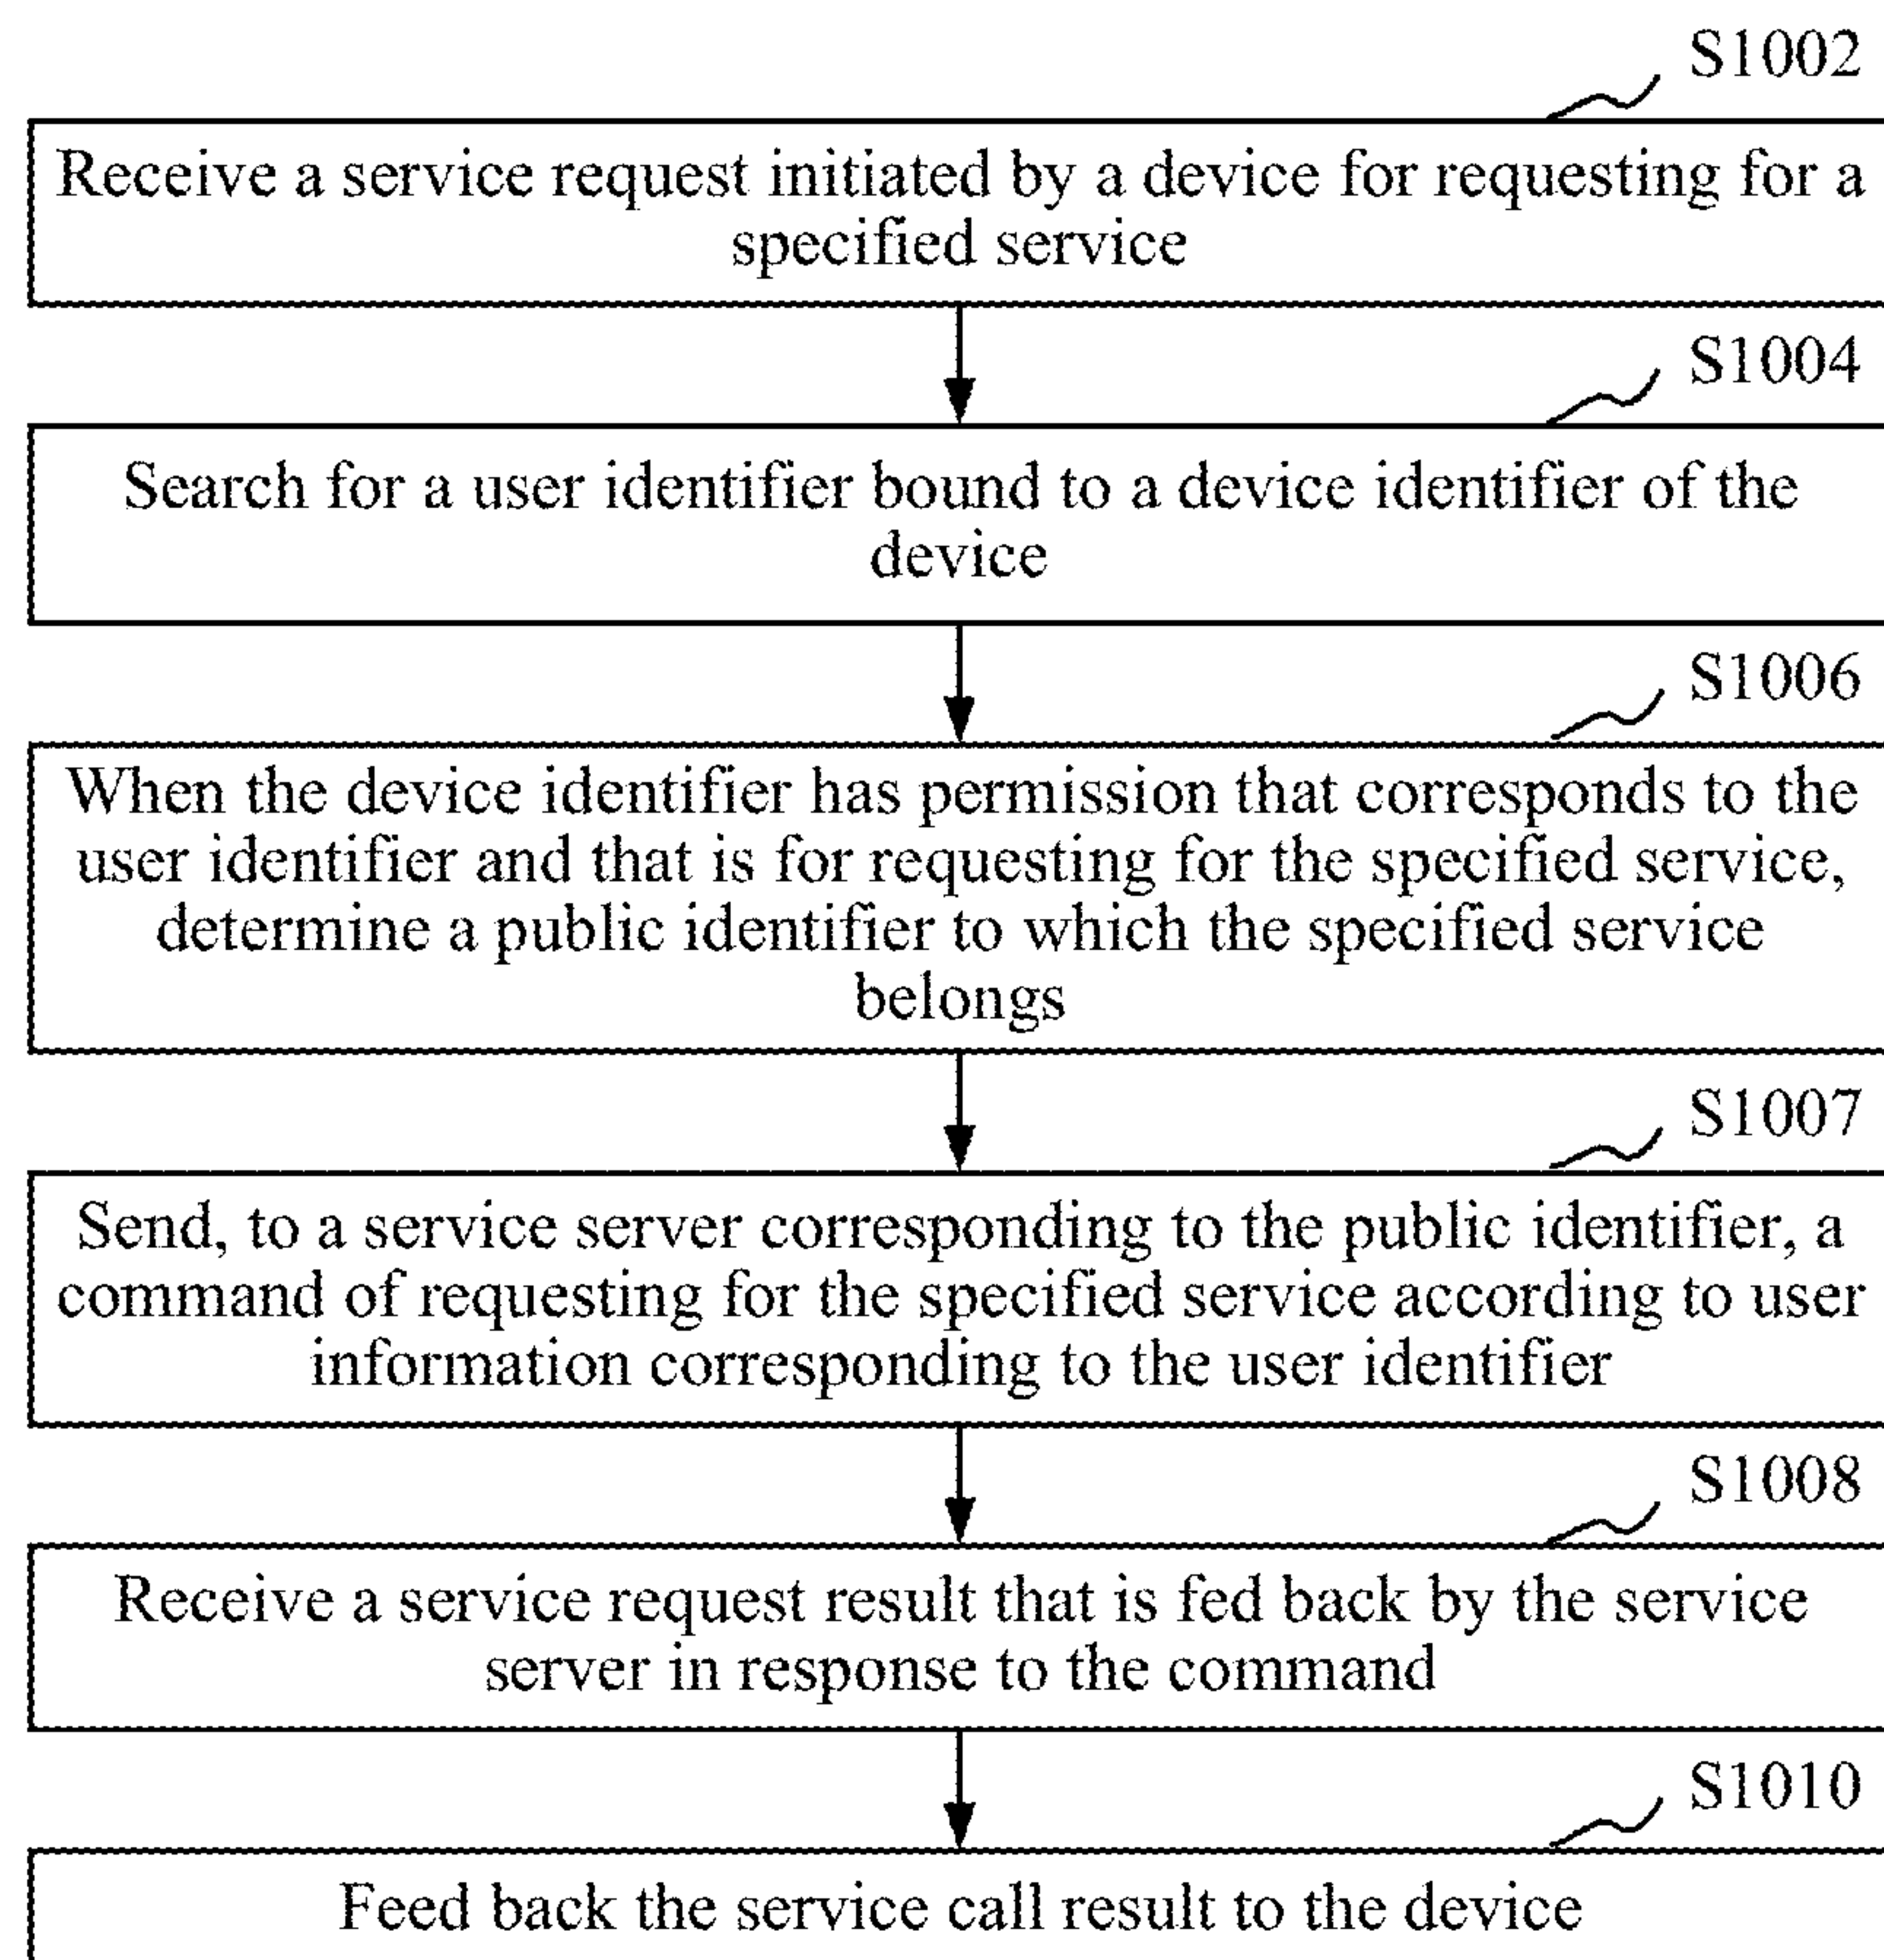 S1002
Receive a service request initiated by a device for requesting for a
specified service
S1004
Search for a user identifier bound to a device identifier of the
device
S1006
When the device identifier has permission that corresponds to the
user identifier and that is for requesting for the specified service,
determine a public identifier to which the specified service
belongs
S1007
Send, to a service server corresponding to the public identifier, a
command of requesting for the specified service according to user
information corresponding to the user identifier
S1008
Receive a service request result that is fed back by the service
server in response to the command
S1010
Feed back the service call result to the device